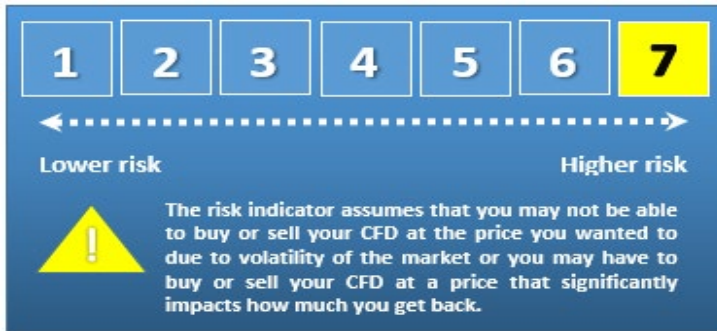 1 2 3 4 5 6 7
Lower risk Higher risk
The risk indicator assumes that you may not be able
to buy or sell your CFD at the price you wanted to
due to volatility of the market or you may have to
buy or sell your CFD at a price that significantly
impacts how much you get back.
!